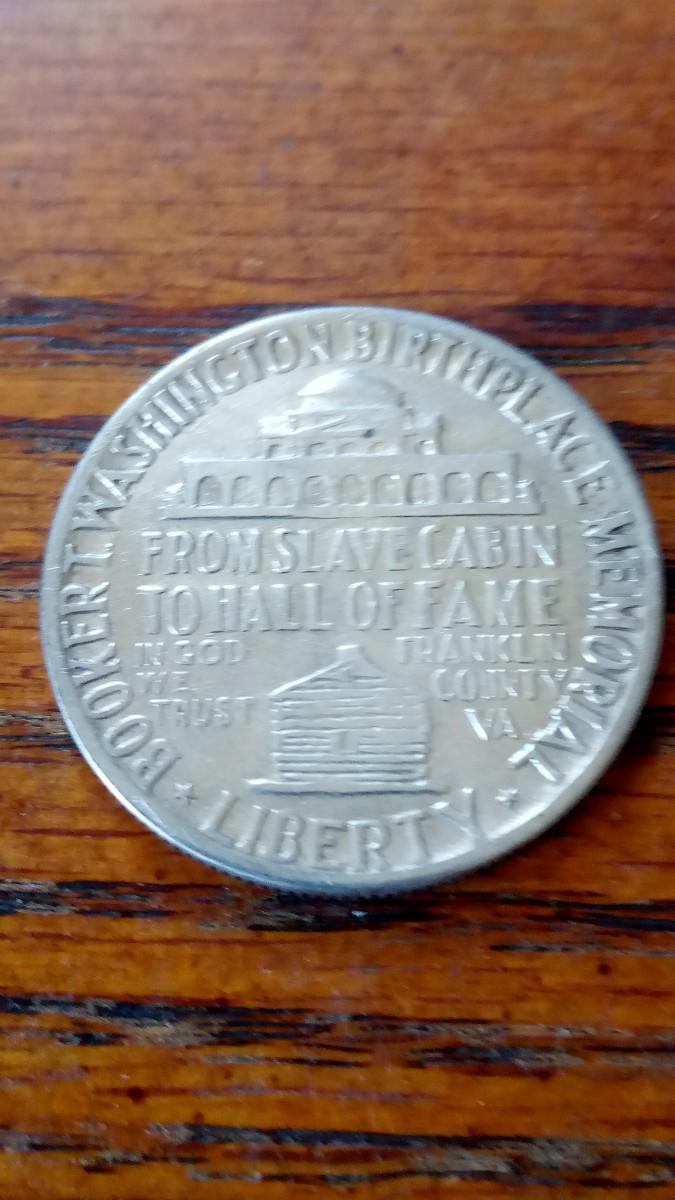 BOOKER T. WASHINGTON BIRTHPLACE MEMORIAL
FROM SLAVE CABIN
TO HALL OF FAME
IN GOD
WE
TRUST
FRANKLIN
COUNTY
VA.
LIBERTY